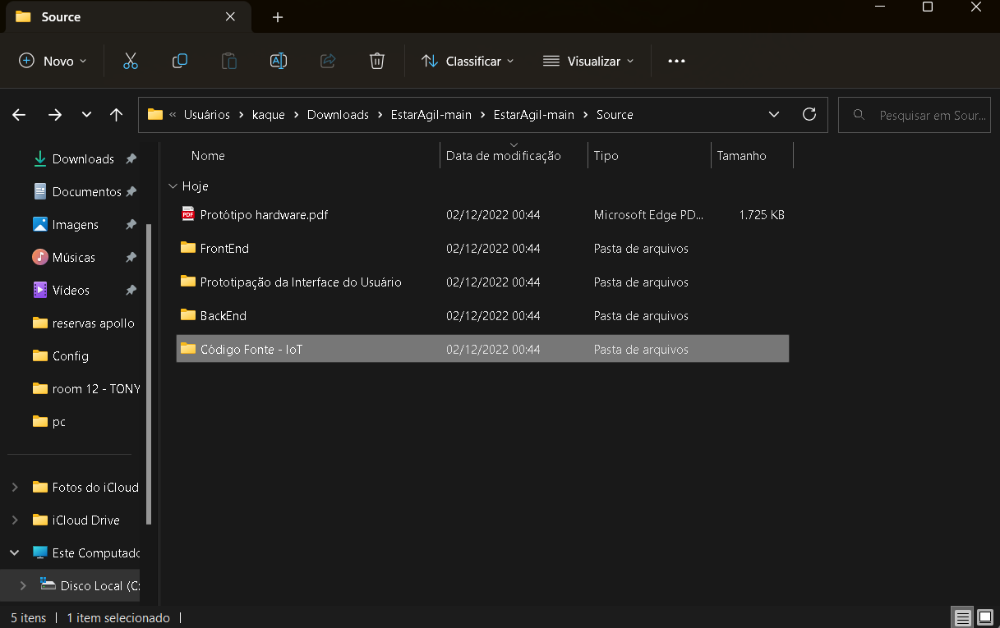 Source
Novo
Classificar
Visualizar
« Usuários > kaque > Downloads > EstarAgil-main > EstarAgil-main > Source
Pesquisar em Sour...
Downloads
Documentos
Imagens
Músicas
Vídeos
reservas apollo
Config
room 12 - TONY
pc
Fotos do iCloud
iCloud Drive
Este Computado
Disco Local (C:
Nome Data de modificação Tipo Tamanho
Hoje
Protótipo hardware.pdf 02/12/2022 00:44 Microsoft Edge PD... 1.725 KB
FrontEnd 02/12/2022 00:44 Pasta de arquivos
Prototipação da Interface do Usuário 02/12/2022 00:44 Pasta de arquivos
BackEnd 02/12/2022 00:44 Pasta de arquivos
Código Fonte - IoT 02/12/2022 00:44 Pasta de arquivos
5 itens | 1 item selecionado |